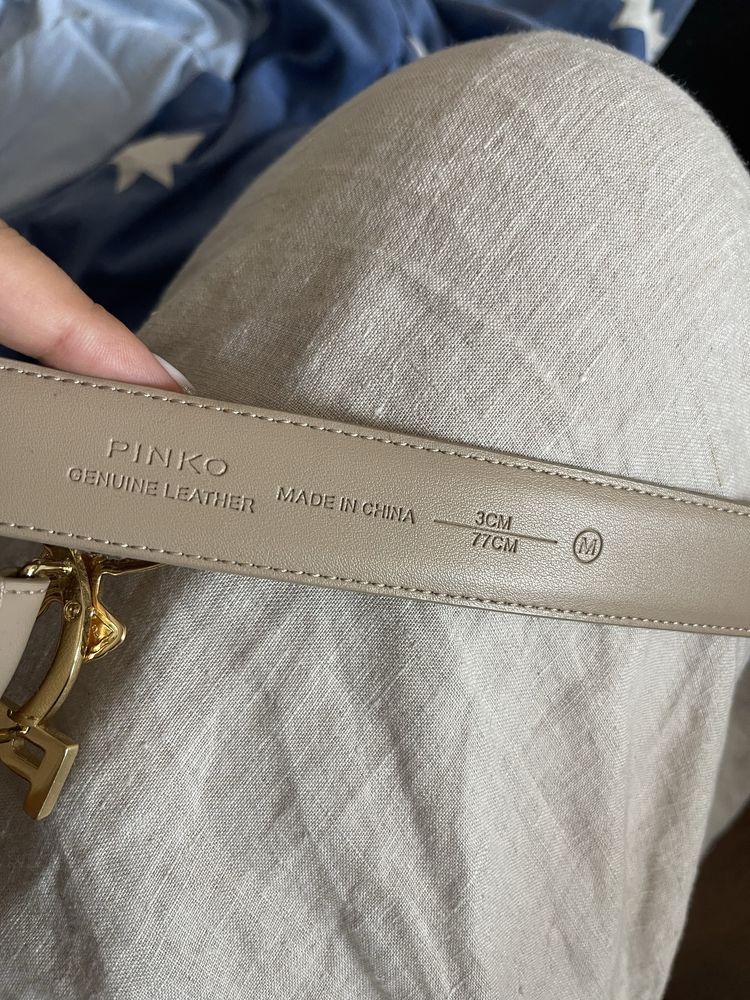 PINKO
GENUINE LEATHER
MADE IN CHINA
3CM
77CM
M